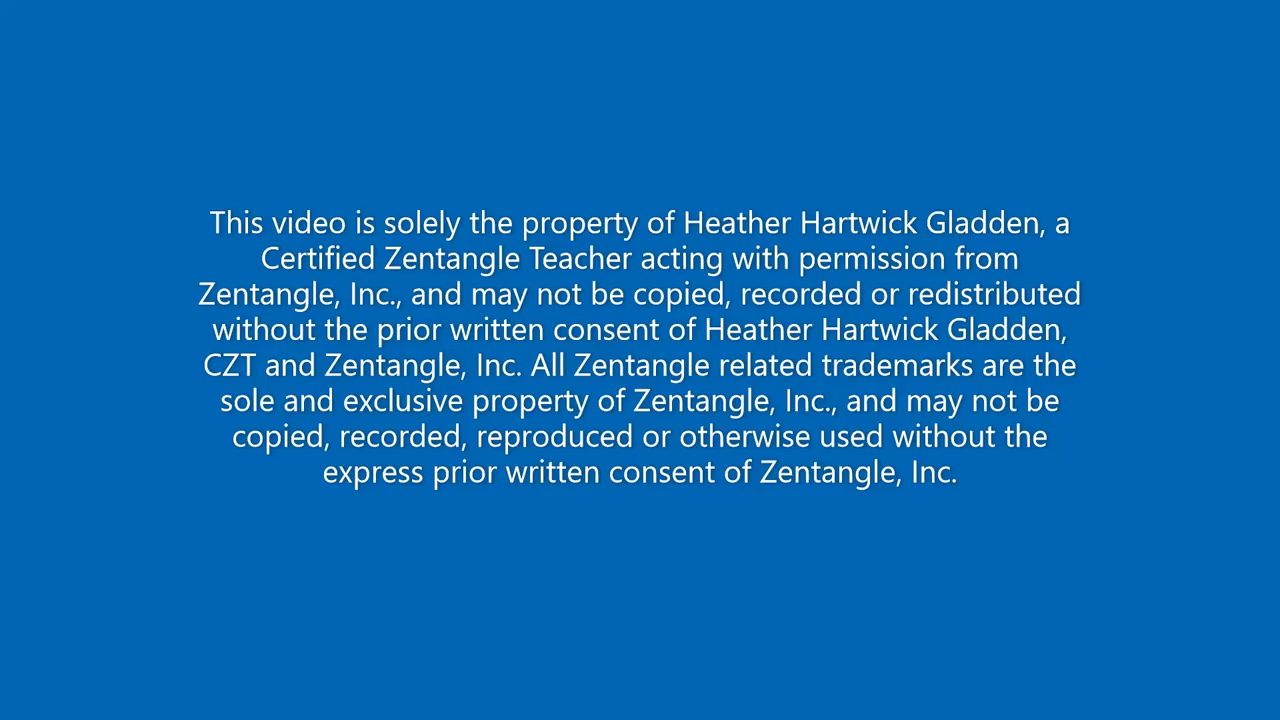 This video is solely the property of Heather Hartwick Gladden, a
Certified Zentangle Teacher acting with permission from
Zentangle, Inc., and may not be copied, recorded or redistributed
without the prior written consent of Heather Hartwick Gladden,
CZT and Zentangle, Inc. All Zentangle related trademarks are the
sole and exclusive property of Zentangle, Inc., and may not be
copied, recorded, reproduced or otherwise used without the
express prior written consent of Zentangle, Inc.